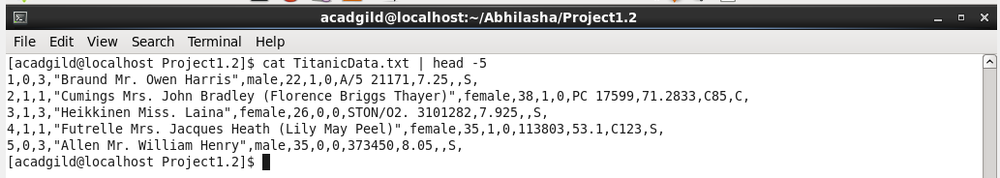 acadgild@localhost:~/Abhilasha/Project1.2
File Edit View Search Terminal Help
[acadgild@localhost Project1.2]$ cat TitanicData.txt | head -5
1,0,3,"Braund Mr. Owen Harris",male,22,1,0,A/5 21171,7.25,,S,
2,1,1,"Cumings Mrs. John Bradley (Florence Briggs Thayer)",female,38,1,0,PC 17599,71.2833,C85,C,
3,1,3,"Heikkinen Miss. Laina",female,26,0,0,STON/O2. 3101282,7.925,,S,
4,1,1,"Futrelle Mrs. Jacques Heath (Lily May Peel)",female,35,1,0,113803,53.1,C123,S,
5,0,3,"Allen Mr. William Henry",male,35,0,0,373450,8.05,,S,
[acadgild@localhost Project1.2]$